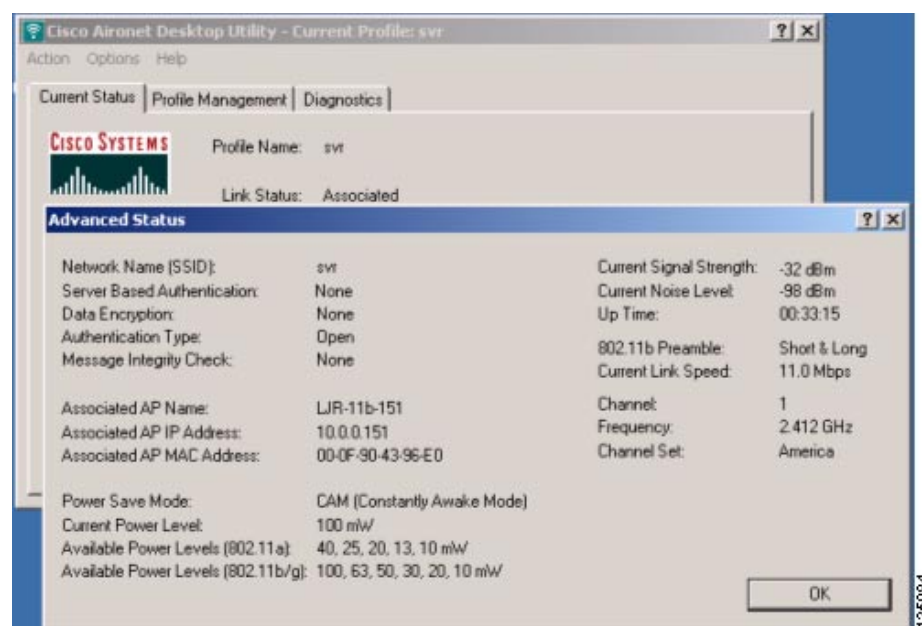 Cisco Aironet Desktop Utility - Current Profile: svr
Action Options Help
Current Status Profile Management Diagnostics
CISCO SYSTEMS
Profile Name: svr
Link Status: Associated
Advanced Status
Network Name (SSID): svr
Server Based Authentication: None
Data Encryption: None
Authentication Type: Open
Message Integrity Check: None
Associated AP Name: LJR-11b-151
Associated AP IP Address: 10.0.0.151
Associated AP MAC Address: 00-0F-90-43-96-E0
Power Save Mode: CAM (Constantly Awake Mode)
Current Power Level: 100 mW
Available Power Levels (802.11a): 40, 25, 20, 13, 10 mW
Available Power Levels (802.11b/g): 100, 63, 50, 30, 20, 10 mW
Current Signal Strength: -32 dBm
Current Noise Level: -98 dBm
Up Time: 00:33:15
802.11b Preamble: Short & Long
Current Link Speed: 11.0 Mbps
Channel: 1
Frequency: 2.412 GHz
Channel Set: America
OK